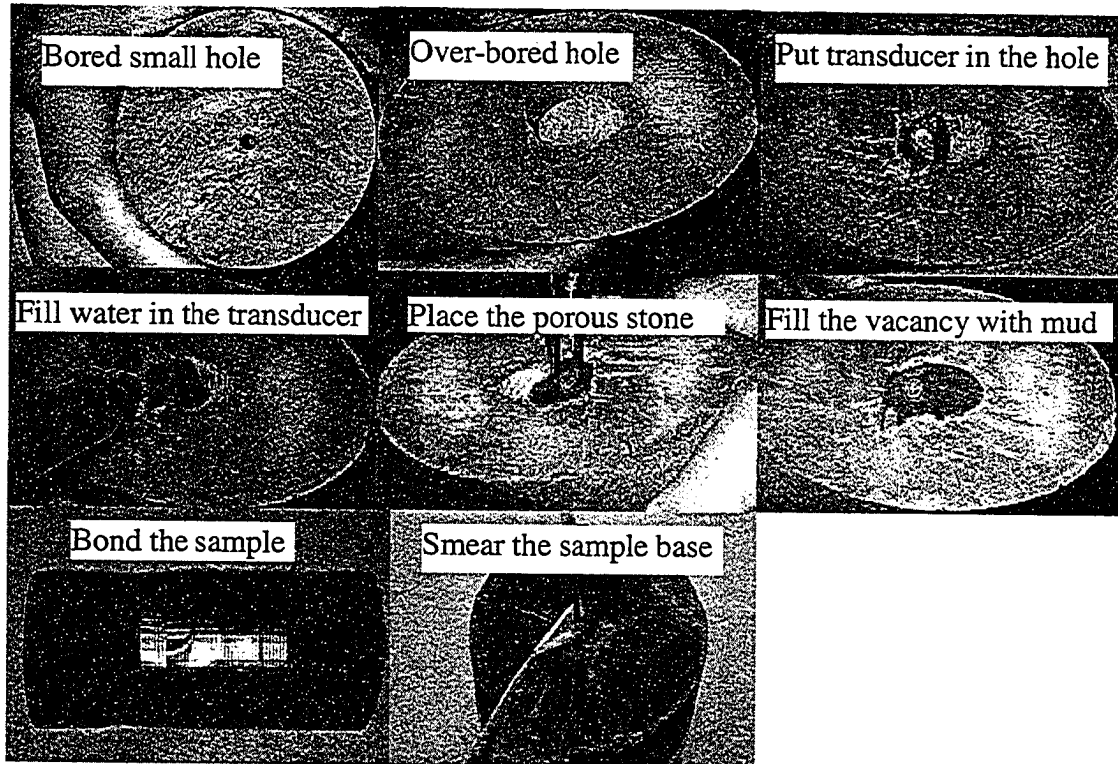 Bored small hole
Over-bored hole
Put transducer in the hole
Fill water in the transducer
Place the porous stone
Fill the vacancy with mud
Bond the sample
Smear the sample base